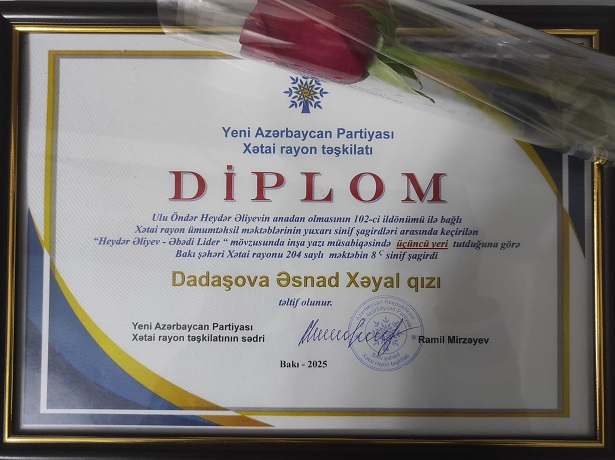 Yeni Azərbaycan Partiyası
Xətai rayon təşkilatı
DİPLOM
Ulu Öndər Heydər Əliyevin anadan olmasının 102-ci ildönümü ilə bağlı
Xətai rayon ümumtəhsil məktəblərinin yuxarı sinif şagirdləri arasında keçirilən
"Heydər Əliyev - Əbədi Lider " mövzusunda inşa yazı müsabiqəsində üçüncü yeri tutduğuna görə
Bakı şəhəri Xətai rayonu 204 saylı məktəbin 8 ᶜ sinif şagirdi
Dadaşova Əsnad Xəyal qızı
təltif olunur.
Yeni Azərbaycan Partiyası
Xətai rayon təşkilatının sədri
Ramil Mirzəyev
Xətai rayon təşkilatı
Bakı - 2025